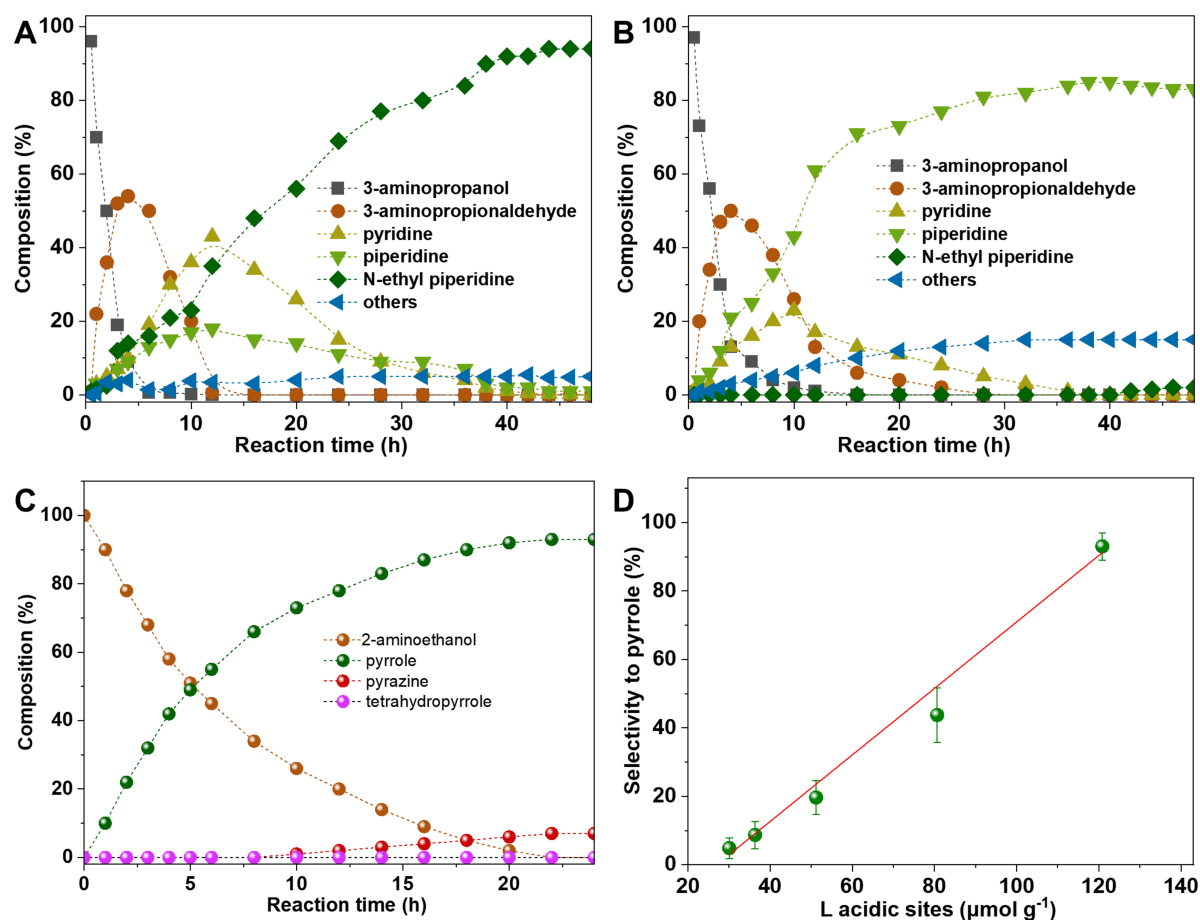 A
100
80
60
40
20
0
Composition (%)
3-aminopropanol
3-aminopropionaldehyde
pyridine
piperidine
N-ethyl piperidine
others
0 10 20 30 40
Reaction time (h)
B
100
80
60
40
20
0
Composition (%)
3-aminopropanol
3-aminopropionaldehyde
pyridine
piperidine
N-ethyl piperidine
others
0 10 20 30 40
Reaction time (h)
C
100
80
60
40
20
0
Composition (%)
2-aminoethanol
pyrrole
pyrazine
tetrahydropyrrole
0 5 10 15 20
Reaction time (h)
D
100
80
60
40
20
0
Selectivity to pyrrole (%)
20 40 60 80 100 120 140
L acidic sites (μmol g⁻¹)